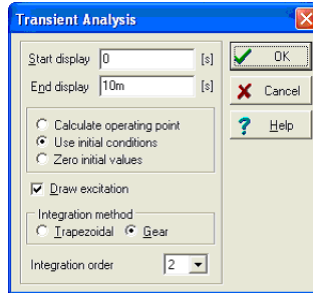 Transient Analysis
Start display 0 [s]
End display 10m [s]
Calculate operating point
Use initial conditions
Zero initial values
Draw excitation
Integration method
Trapezoidal Gear
Integration order 2
OK
Cancel
Help